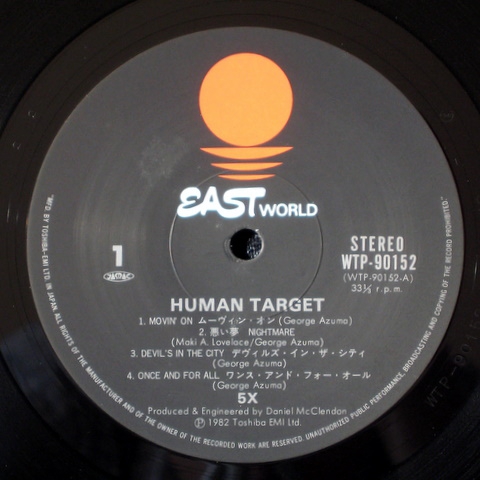 EAST WORLD
1
STEREO
WTP-90152
(WTP-90152-A)
33⅓ r.p.m.
HUMAN TARGET
1. MOVIN' ON ムーヴィン・オン (George Azuma)
2. 悪い夢 NIGHTMARE
(Maki A. Lovelace/George Azuma)
3. DEVIL'S IN THE CITY デヴィルズ・イン・ザ・シティ
(George Azuma)
4. ONCE AND FOR ALL ワンス・アンド・フォー・オール
(George Azuma)
5X
Produced & Engineered by Daniel McClendon
Ⓟ 1982 Toshiba EMI Ltd.
"MF'D BY TOSHIBA-EMI LTD. IN JAPAN. ALL RIGHTS OF THE MANUFACTURER AND OF THE OWNER OF THE RECORDED WORK ARE RESERVED. UNAUTHORIZED PUBLIC PERFORMANCE, BROADCASTING AND COPYING OF THE RECORD PROHIBITED."